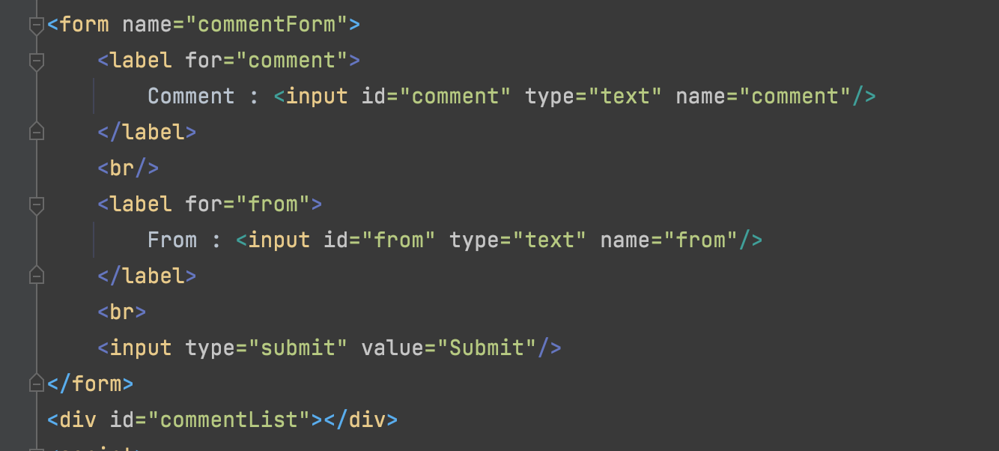 <form name="commentForm">
<label for="comment">
Comment : <input id="comment" type="text" name="comment"/>
</label>
<br/>
<label for="from">
From : <input id="from" type="text" name="from"/>
</label>
<br>
<input type="submit" value="Submit"/>
</form>
<div id="commentList"></div>